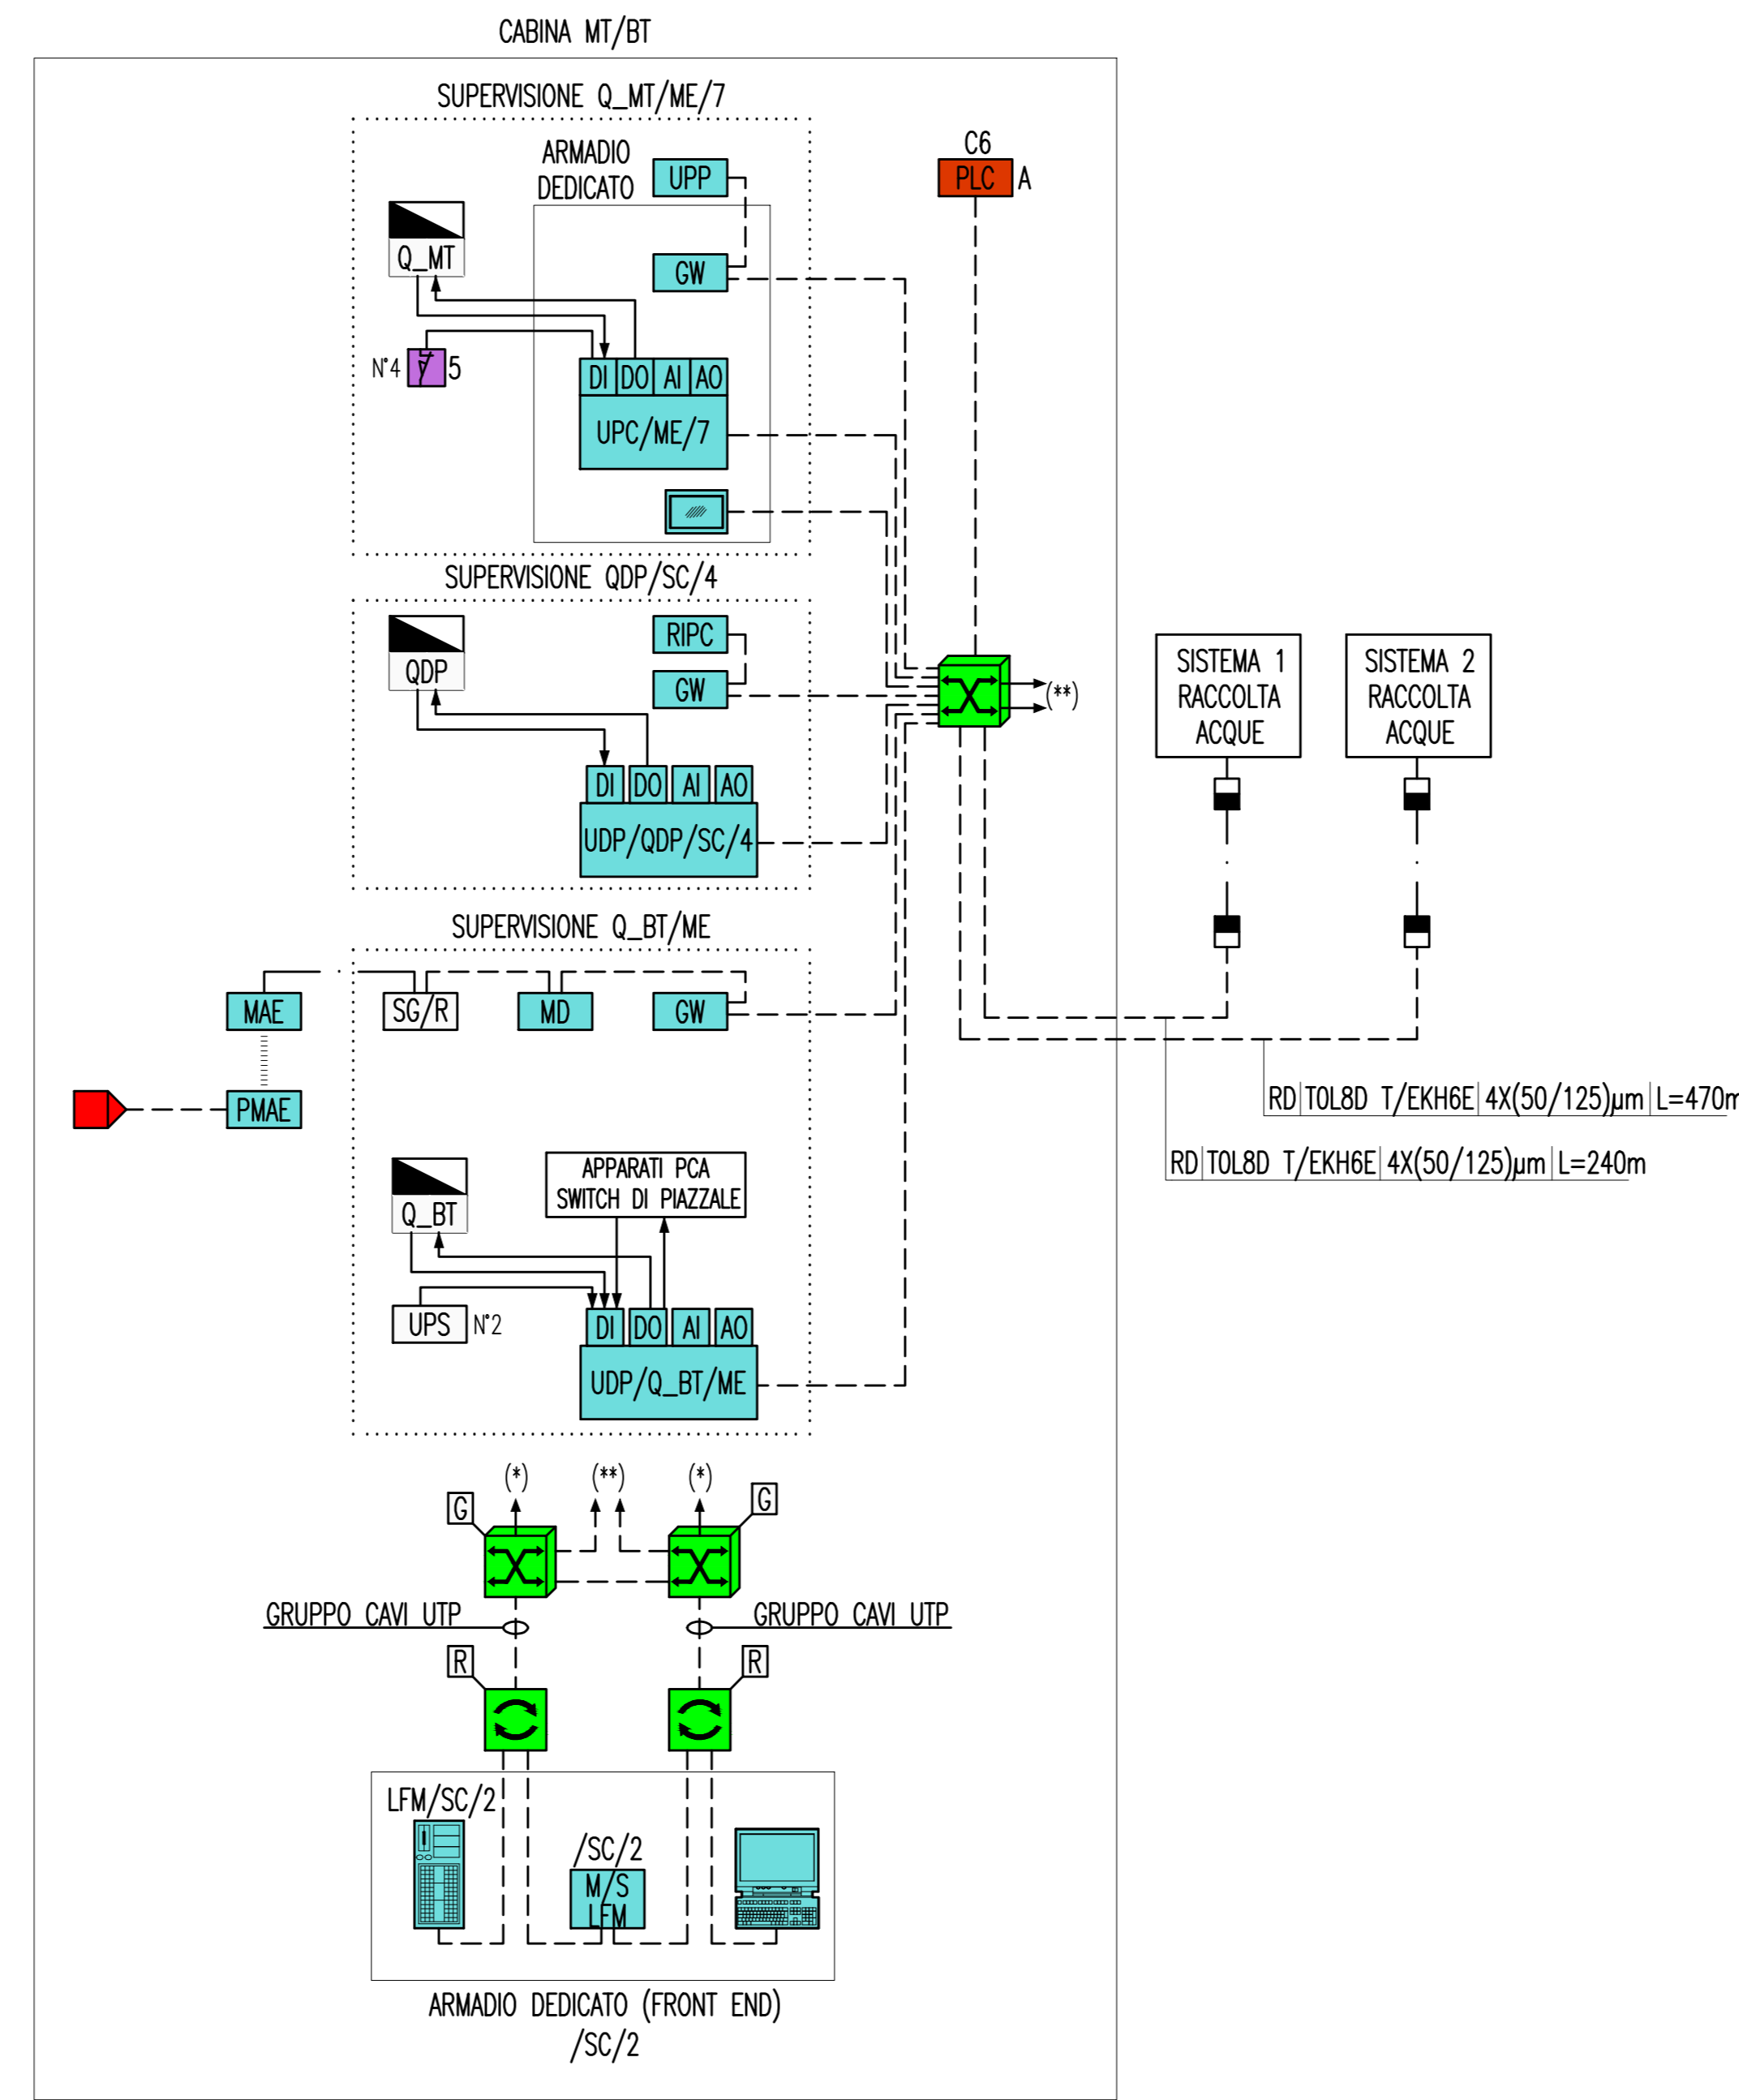 CABINA MT/BT
SUPERVISIONE Q_MT/ME/7
ARMADIO
DEDICATO
UPP
C6
PLC A
Q_MT
GW
N°4
5
DI DO AI AO
UPC/ME/7
SUPERVISIONE QDP/SC/4
RIPC
QDP
GW
(**)
SISTEMA 1
RACCOLTA
ACQUE
SISTEMA 2
RACCOLTA
ACQUE
DI DO AI AO
UDP/QDP/SC/4
SUPERVISIONE Q_BT/ME
MAE
SG/R
MD
GW
PMAE
RD|TOL8D T/EKH6E|4X(50/125)µm|L=470m
RD|TOL8D T/EKH6E|4X(50/125)µm|L=240m
APPARATI PCA
SWITCH DI PIAZZALE
Q_BT
UPS N°2
DI DO AI AO
UDP/Q_BT/ME
(*) (**) (*)
G
G
GRUPPO CAVI UTP
GRUPPO CAVI UTP
R
R
LFM/SC/2
/SC/2
M/S
LFM
ARMADIO DEDICATO (FRONT END)
/SC/2